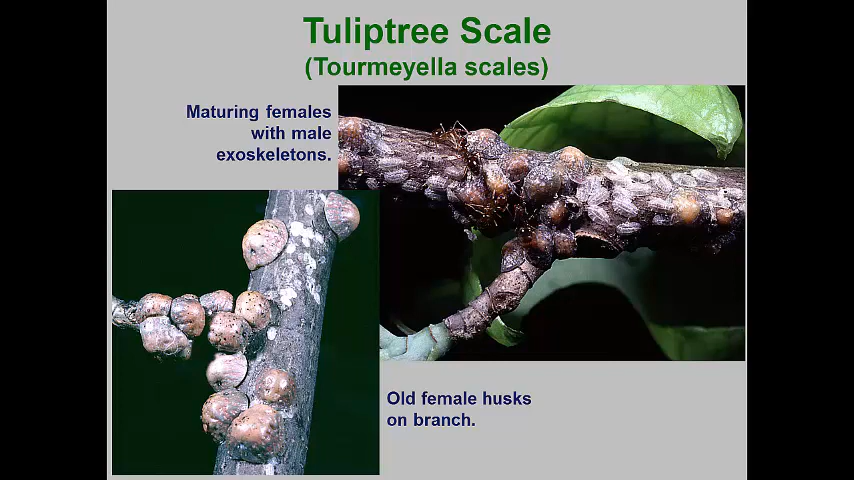 Tuliptree Scale
(Tourmeyella scales)
Maturing females
with male
exoskeletons.
Old female husks
on branch.